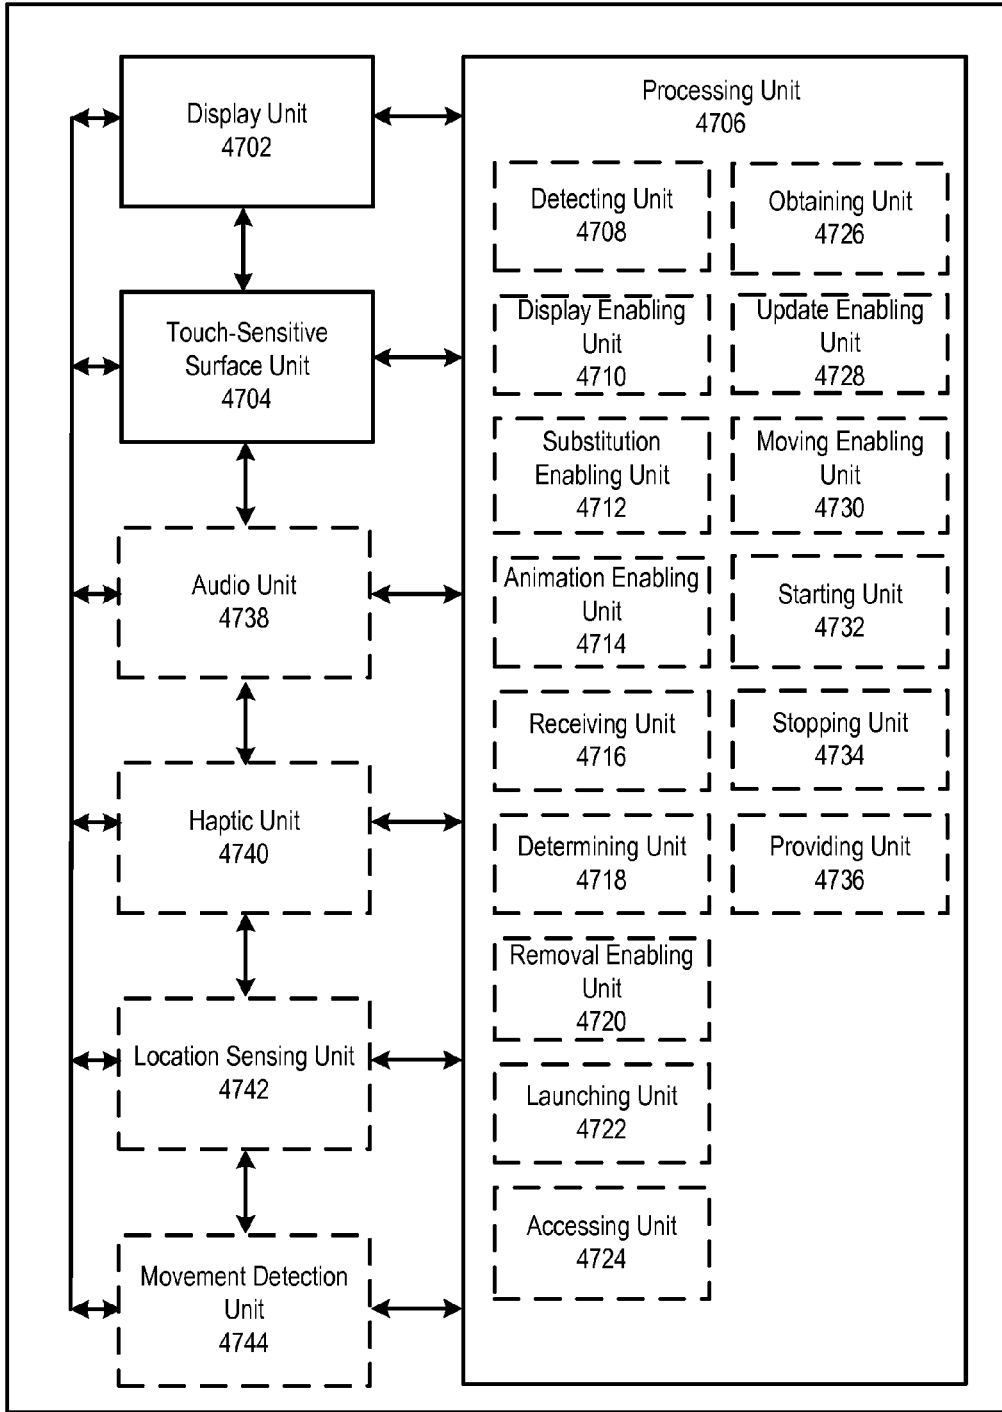 Display Unit
4702
Touch-Sensitive
Surface Unit
4704
Audio Unit
4738
Haptic Unit
4740
Location Sensing Unit
4742
Movement Detection
Unit
4744
Processing Unit
4706
Detecting Unit
4708
Display Enabling
Unit
4710
Substitution
Enabling Unit
4712
Animation Enabling
Unit
4714
Receiving Unit
4716
Determining Unit
4718
Removal Enabling
Unit
4720
Launching Unit
4722
Accessing Unit
4724
Obtaining Unit
4726
Update Enabling
Unit
4728
Moving Enabling
Unit
4730
Starting Unit
4732
Stopping Unit
4734
Providing Unit
4736